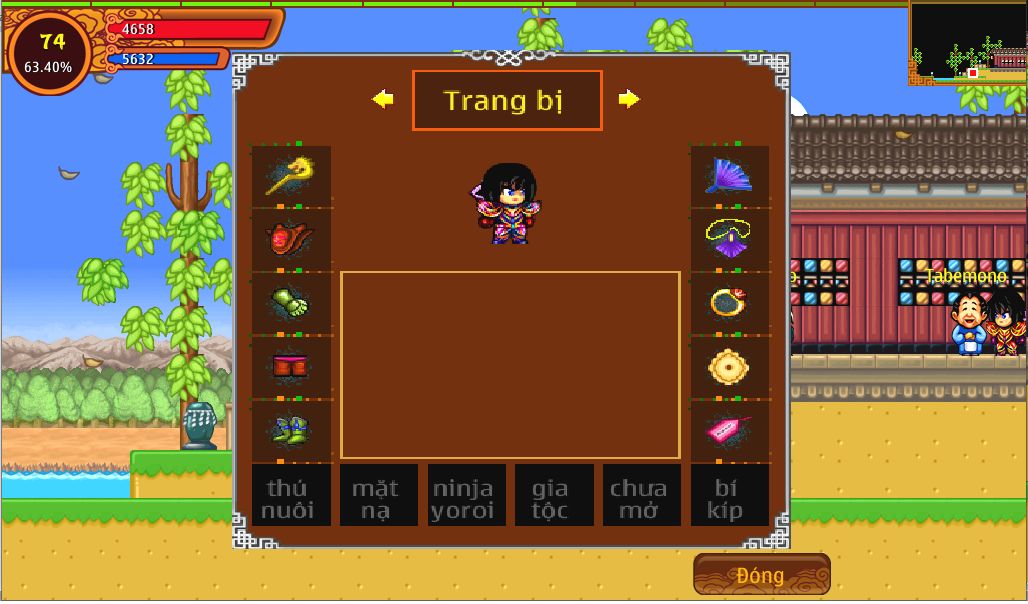 74
63.40%
4658
5632
Trang bị
Tabemono
thú
nuôi
mặt
nạ
ninja
yoroi
gia
tộc
chưa
mở
bí
kíp
Đóng